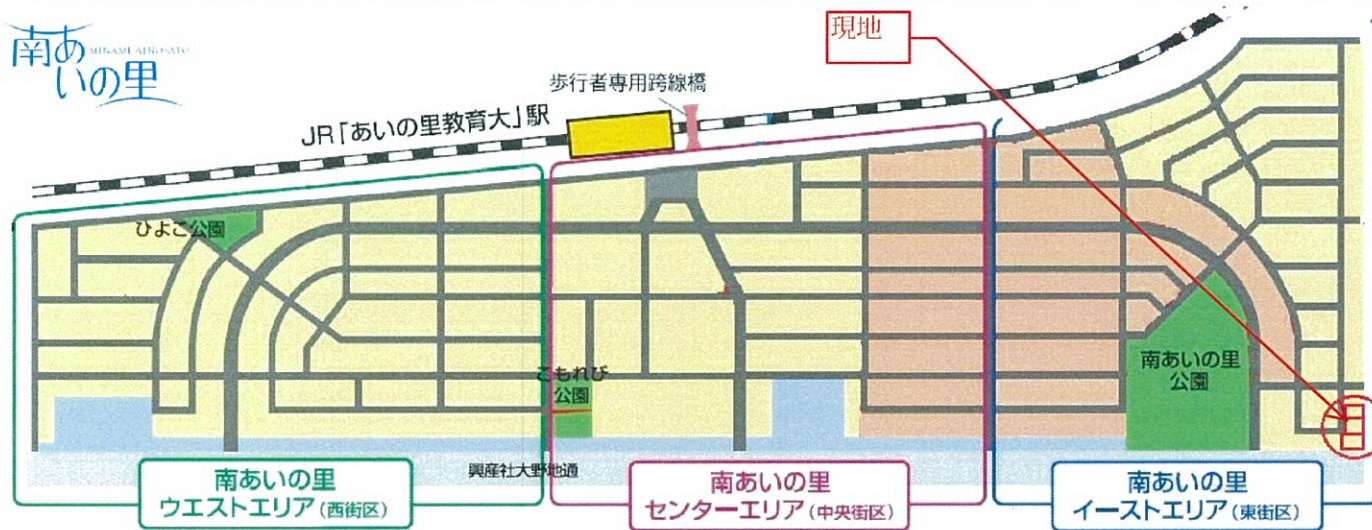 南あ
いの里
MINAMI AINOSATO
現地
歩行者専用跨線橋
JR「あいの里教育大」駅
ひよこ公園
こもれび
公園
南あいの里
公園
興産社大野地通
南あいの里
ウエストエリア(西街区)
南あいの里
センターエリア(中央街区)
南あいの里
イーストエリア(東街区)